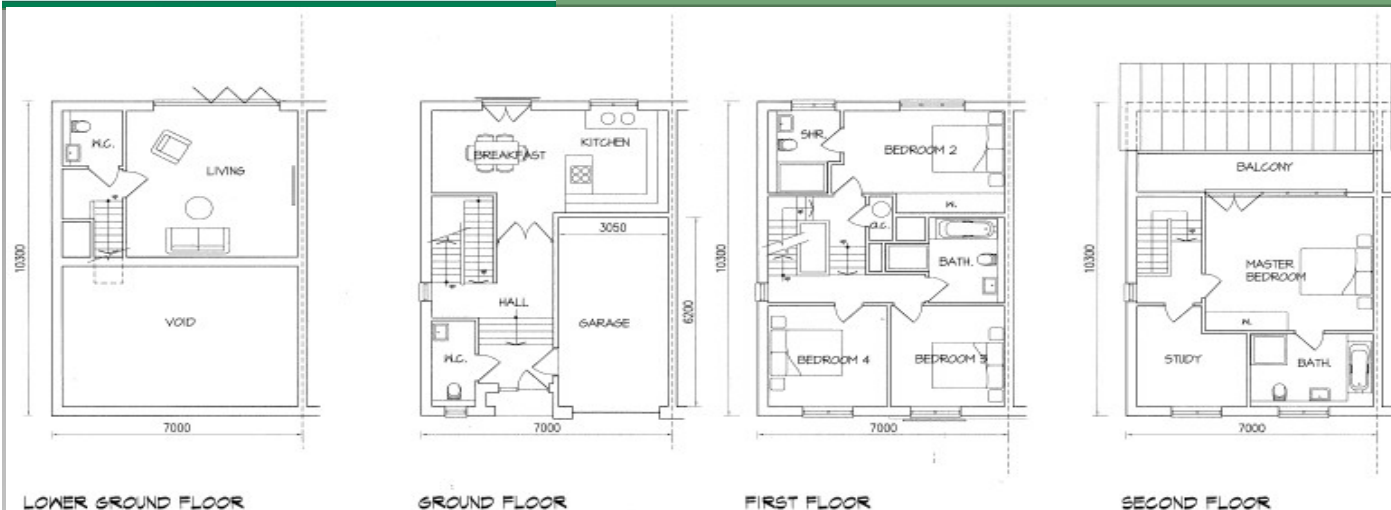 10300
W.C.
LIVING
VOID
7000
LOWER GROUND FLOOR
BREAKFAST
KITCHEN
3050
HALL
GARAGE
6200
W.C.
7000
GROUND FLOOR
10300
SHR.
BEDROOM 2
W.
a.c.
BATH.
BEDROOM 4
BEDROOM 3
7000
FIRST FLOOR
10300
BALCONY
MASTER
BEDROOM
W.
STUDY
BATH.
7000
SECOND FLOOR